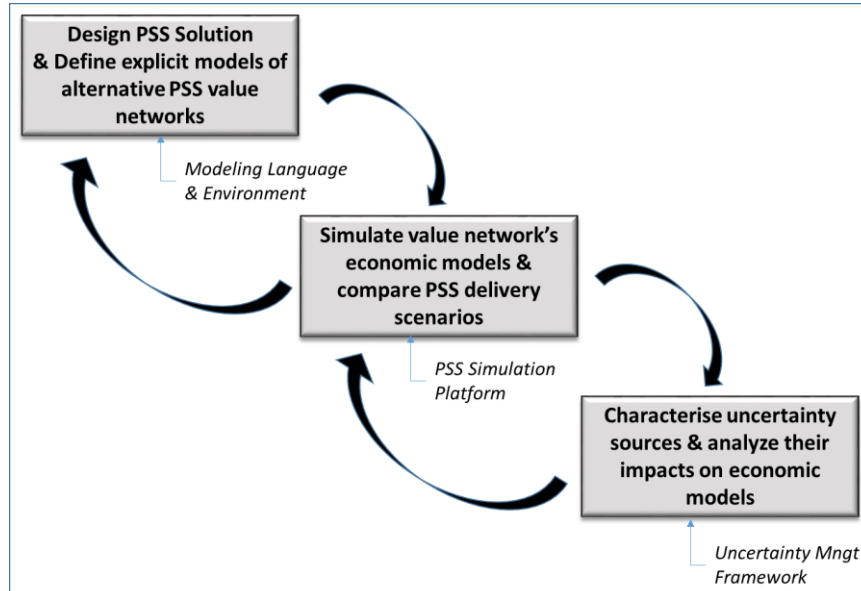 Design PSS Solution
& Define explicit models of
alternative PSS value
networks
Modeling Language
& Environment
Simulate value network’s
economic models &
compare PSS delivery
scenarios
PSS Simulation
Platform
Characterise uncertainty
sources & analyze their
impacts on economic
models
Uncertainty Mngt
Framework